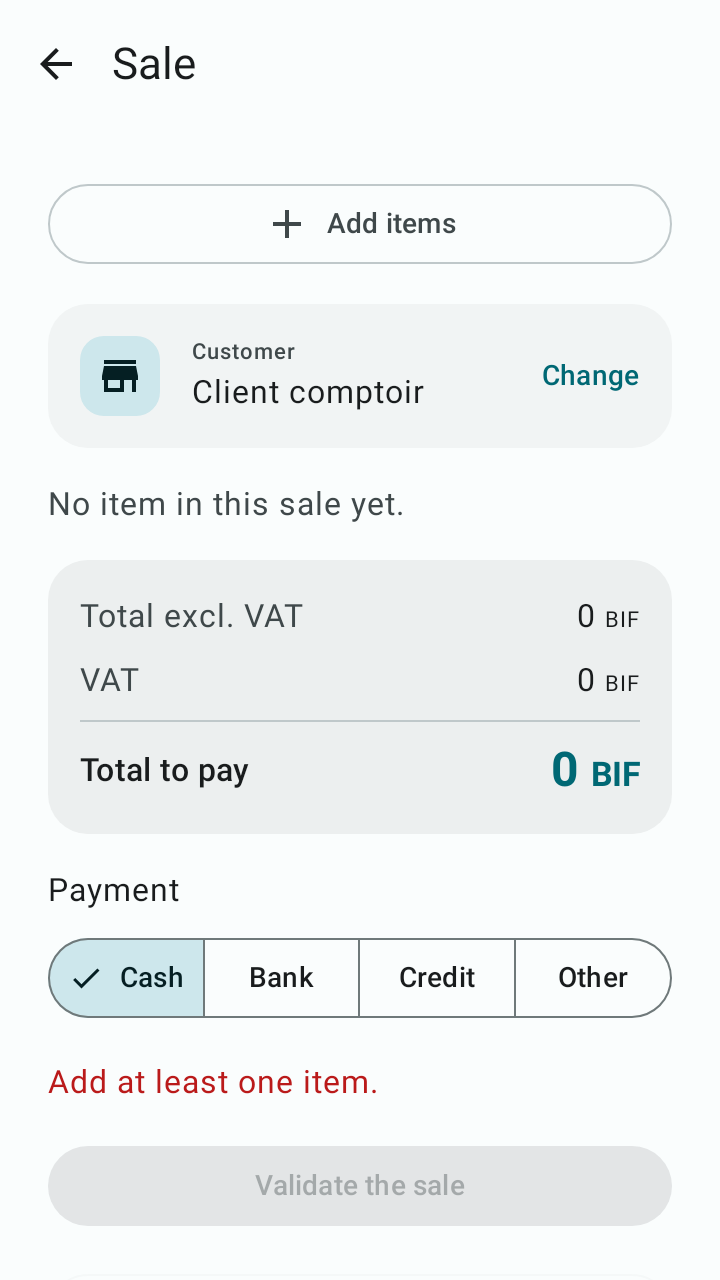 Sale
Add items
Customer
Client comptoir
Change
No item in this sale yet.
Total excl. VAT 0 BIF
VAT 0 BIF
Total to pay 0 BIF
Payment
Cash Bank Credit Other
Add at least one item.
Validate the sale